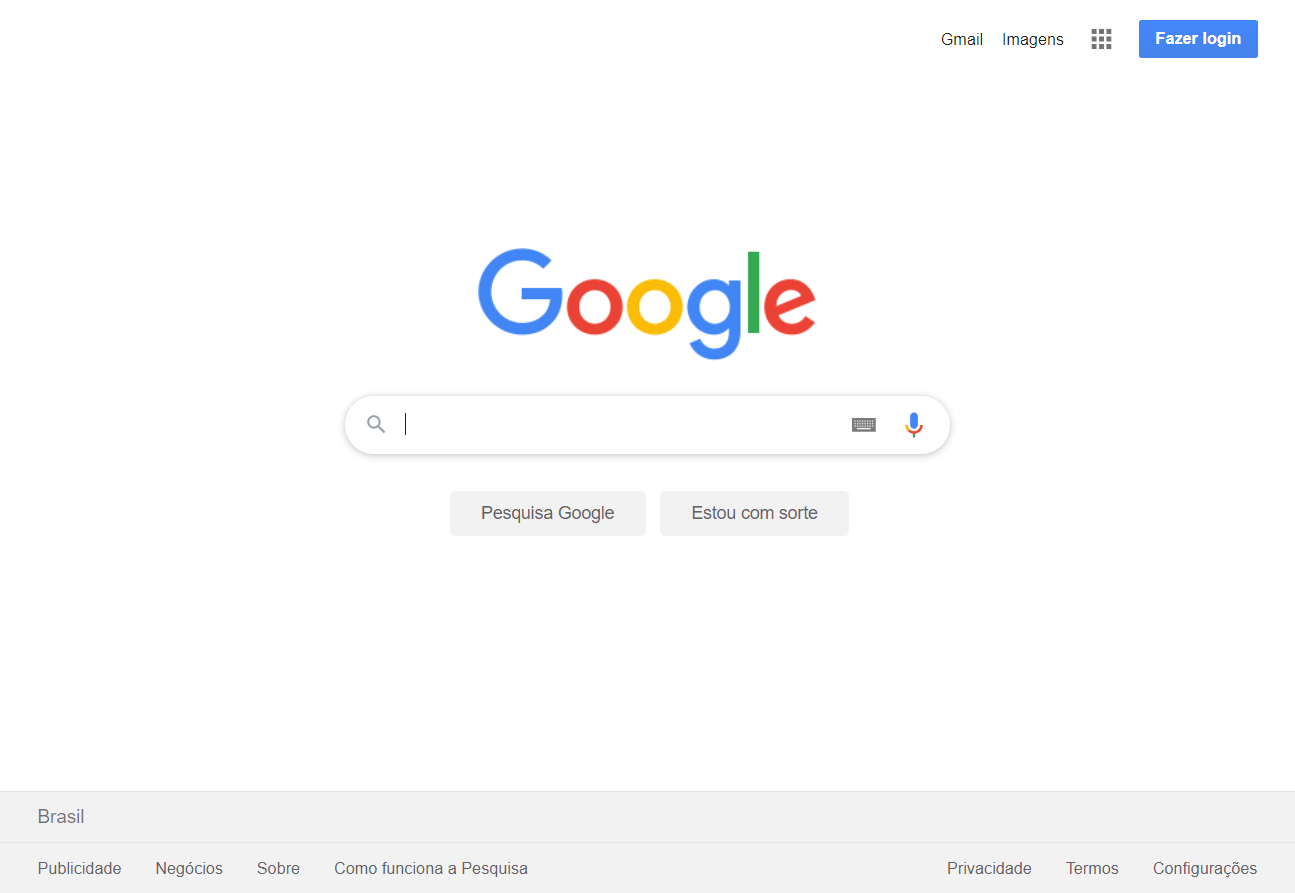 Gmail Imagens Fazer login
Google
Pesquisa Google Estou com sorte
Brasil
Publicidade Negócios Sobre Como funciona a Pesquisa Privacidade Termos Configurações